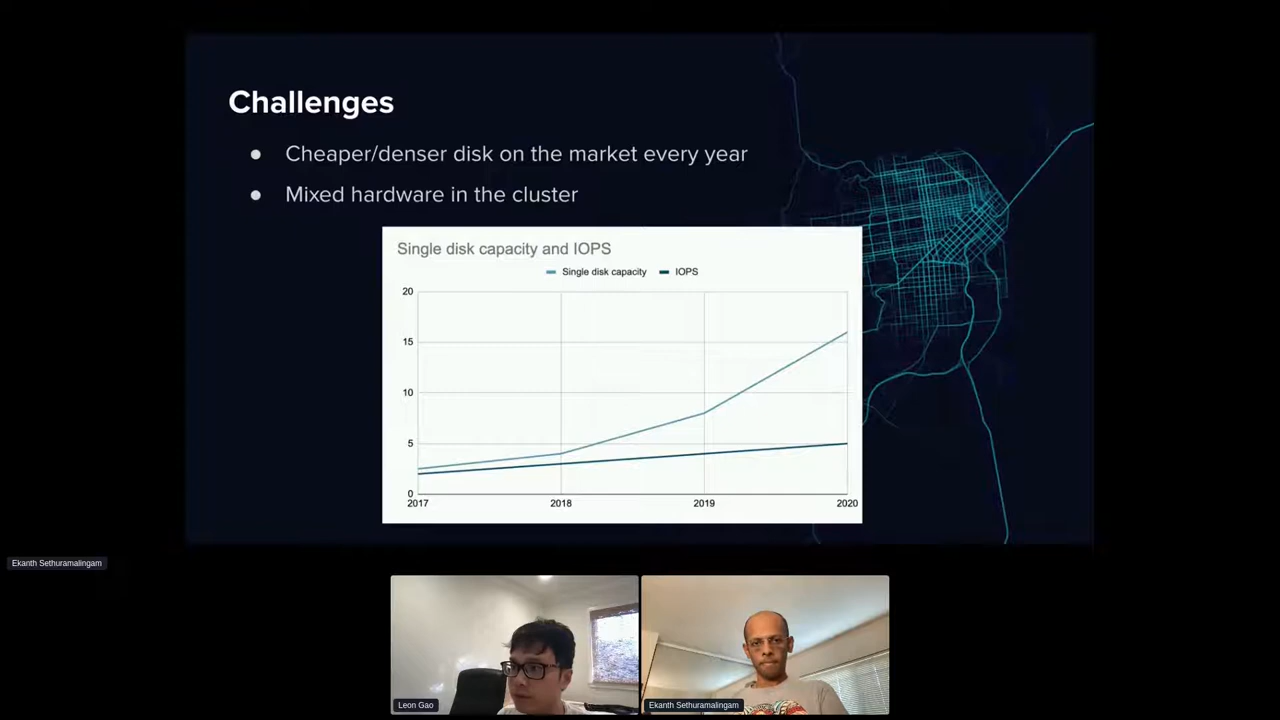 Challenges
● Cheaper/denser disk on the market every year
● Mixed hardware in the cluster
Single disk capacity and IOPS
Single disk capacity IOPS
20
15
10
5
0
2017 2018 2019 2020
Ekanth Sethuramalingam
Leon Gao
Ekanth Sethuramalingam